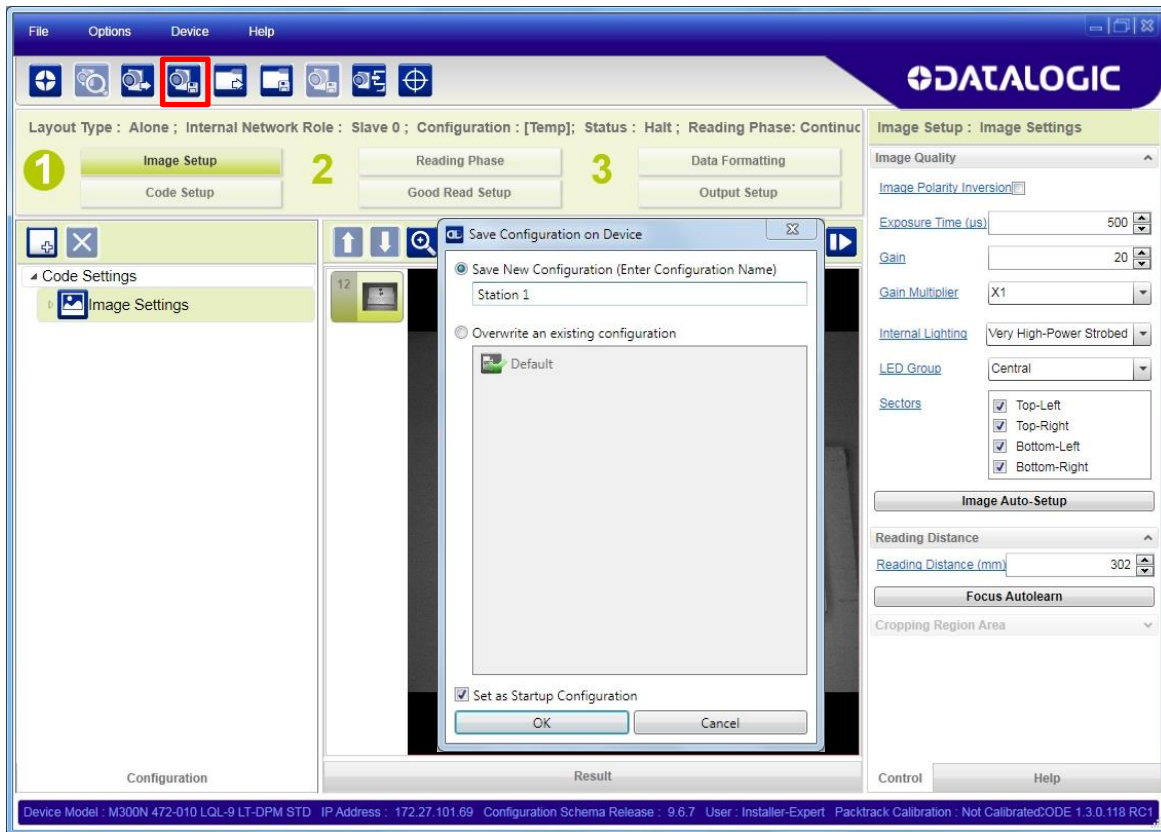 File Options Device Help
DATALOGIC
Layout Type : Alone ; Internal Network Role : Slave 0 ; Configuration : [Temp]; Status : Halt ; Reading Phase: Continuc
1 Image Setup 2 Reading Phase 3 Data Formatting
Code Setup Good Read Setup Output Setup
Code Settings
Image Settings
12
Save Configuration on Device
Save New Configuration (Enter Configuration Name)
Station 1
Overwrite an existing configuration
Default
Set as Startup Configuration
OK Cancel
Configuration
Result
Image Setup : Image Settings
Image Quality
Image Polarity Inversion
Exposure Time (µs) 500
Gain 20
Gain Multiplier X1
Internal Lighting Very High-Power Strobed
LED Group Central
Sectors Top-Left
Top-Right
Bottom-Left
Bottom-Right
Image Auto-Setup
Reading Distance
Reading Distance (mm) 302
Focus Autolearn
Cropping Region Area
Control Help
Device Model : M300N 472-010 LQL-9 LT-DPM STD IP Address : 172.27.101.69 Configuration Schema Release : 9.6.7 User : Installer-Expert Packtrack Calibration : Not Calibrated CODE 1.3.0.118 RC1